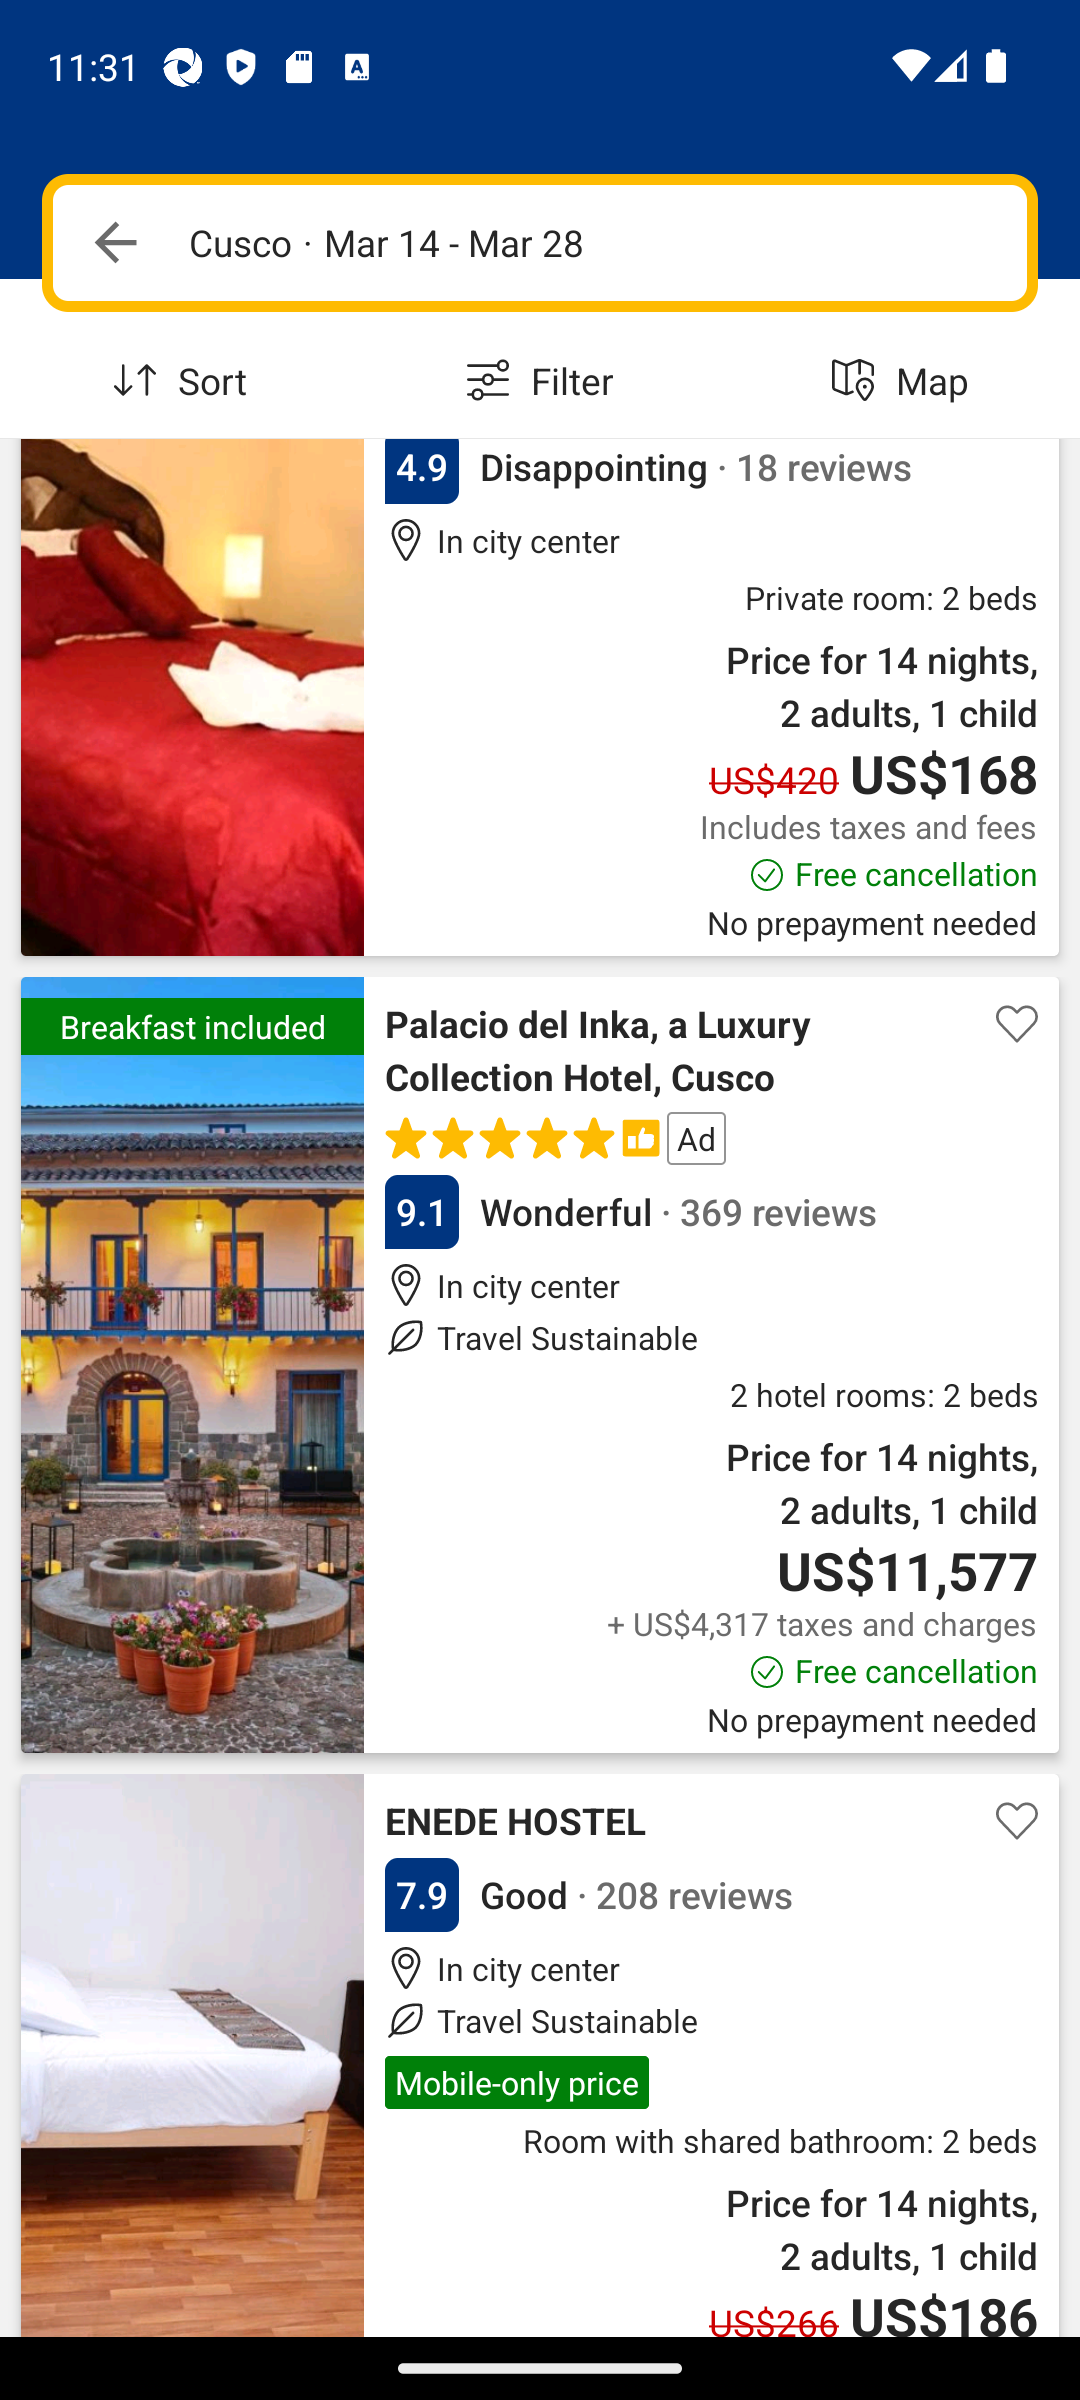 11:31
Cusco · Mar 14 - Mar 28
Sort
Filter
Map
4.9 Disappointing · 18 reviews
In city center
Private room: 2 beds
Price for 14 nights,
2 adults, 1 child
US$420 US$168
Includes taxes and fees
Free cancellation
No prepayment needed
Breakfast included
Palacio del Inka, a Luxury
Collection Hotel, Cusco
Ad
9.1 Wonderful · 369 reviews
In city center
Travel Sustainable
2 hotel rooms: 2 beds
Price for 14 nights,
2 adults, 1 child
US$11,577
+ US$4,317 taxes and charges
Free cancellation
No prepayment needed
ENEDE HOSTEL
7.9 Good · 208 reviews
In city center
Travel Sustainable
Mobile-only price
Room with shared bathroom: 2 beds
Price for 14 nights,
2 adults, 1 child
US$266 US$186